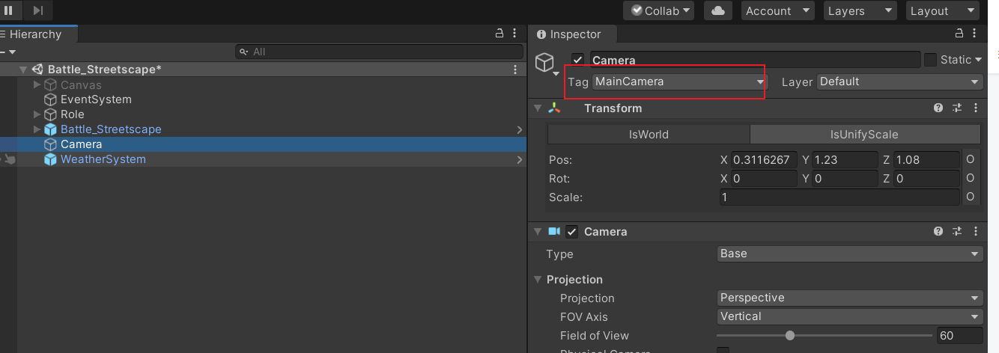 Collab Account Layers Layout
Hierarchy
All
Battle_Streetscape*
Canvas
EventSystem
Role
Battle_Streetscape
Camera
WeatherSystem
Inspector
Camera Static
Tag MainCamera Layer Default
Transform
IsWorld IsUnifyScale
Pos: X 0.3116267 Y 1.23 Z 1.08 O
Rot: X 0 Y 0 Z 0 O
Scale: 1 O
Camera
Type Base
Projection
Projection Perspective
FOV Axis Vertical
Field of View 60
Physical Camera